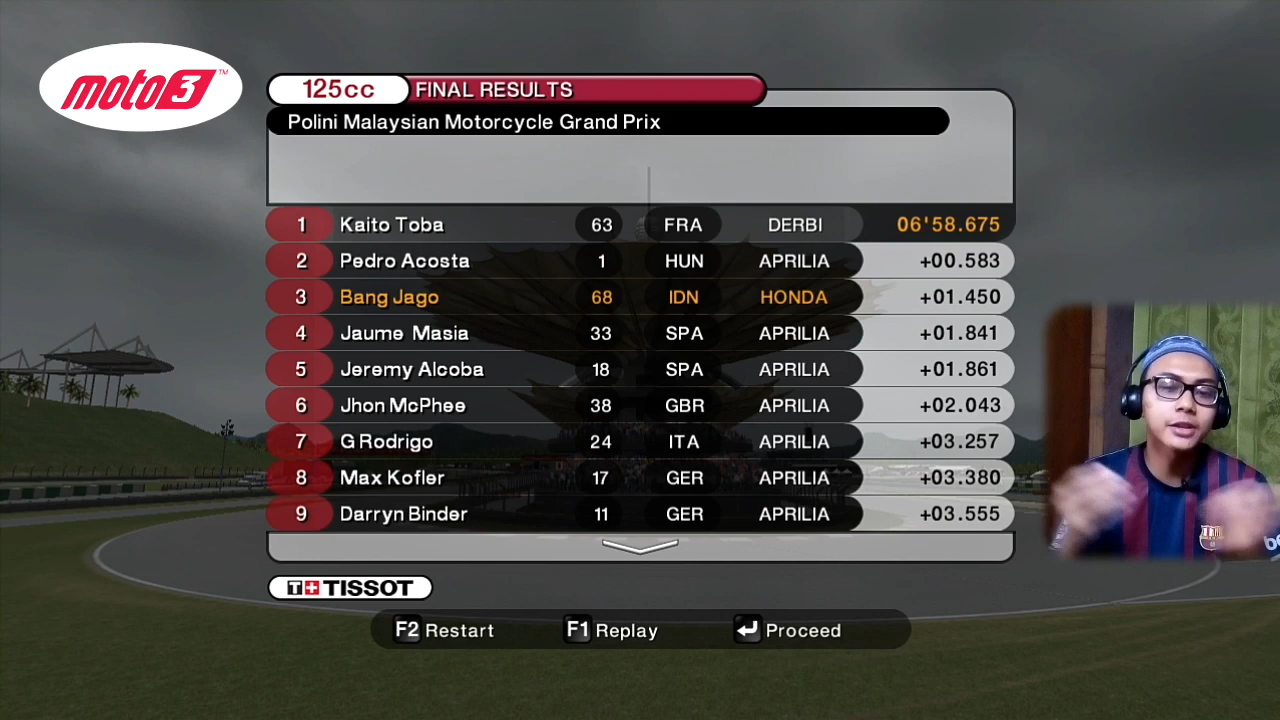 moto3™
125cc FINAL RESULTS
Polini Malaysian Motorcycle Grand Prix
1 Kaito Toba 63 FRA DERBI 06'58.675
2 Pedro Acosta 1 HUN APRILIA +00.583
3 Bang Jago 68 IDN HONDA +01.450
4 Jaume Masia 33 SPA APRILIA +01.841
5 Jeremy Alcoba 18 SPA APRILIA +01.861
6 Jhon McPhee 38 GBR APRILIA +02.043
7 G Rodrigo 24 ITA APRILIA +03.257
8 Max Kofler 17 GER APRILIA +03.380
9 Darryn Binder 11 GER APRILIA +03.555
T+ TISSOT
F2 Restart F1 Replay Proceed